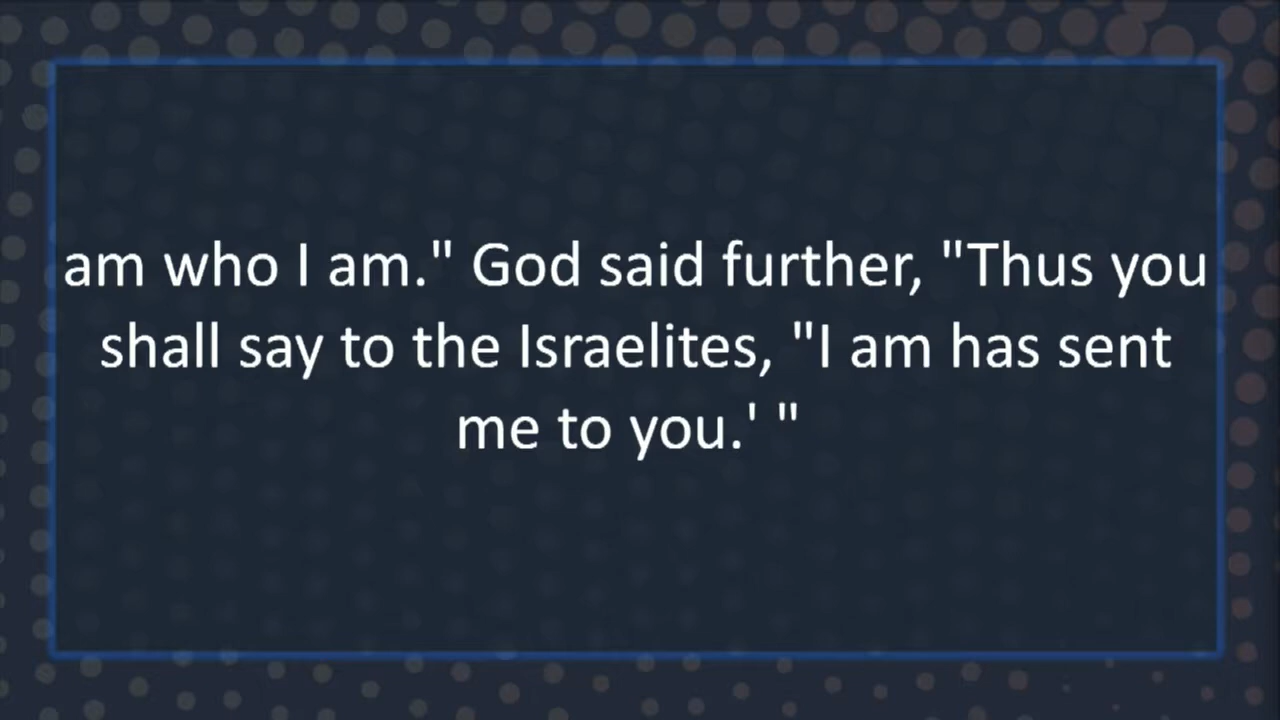 am who I am." God said further, "Thus you
shall say to the Israelites, "I am has sent
me to you.' "